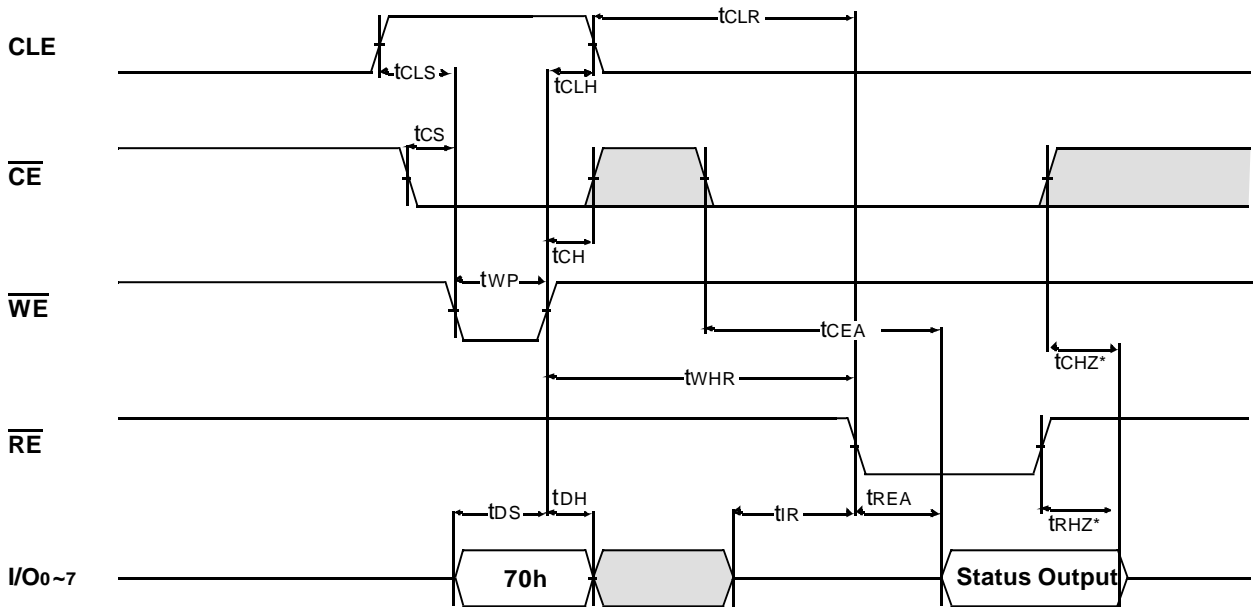 tCLR
CLE
tCLS
tCLH
tCS
CE
tCH
tWP
WE
tCEA
tCHZ*
tWHR
RE
tDH
tDS
tIR
tREA
tRHZ*
I/O0~7
70h
Status Output